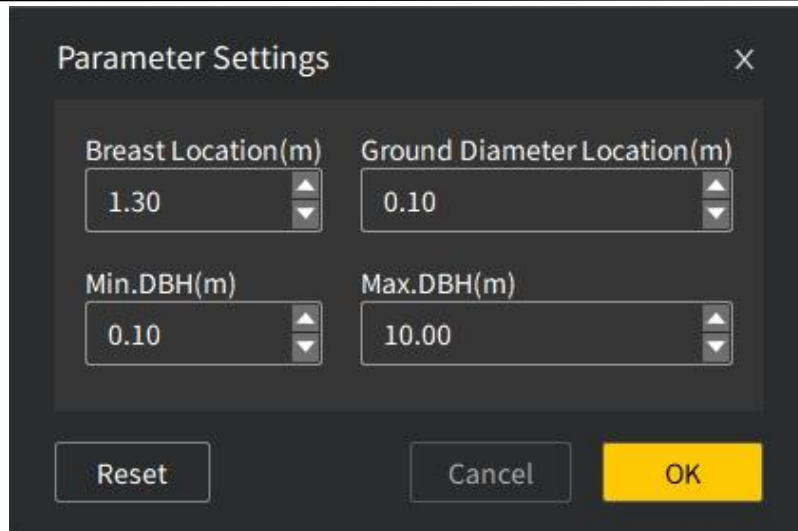 Parameter Settings X
Breast Location(m) Ground Diameter Location(m)
1.30 0.10
Min.DBH(m) Max.DBH(m)
0.10 10.00
Reset Cancel OK